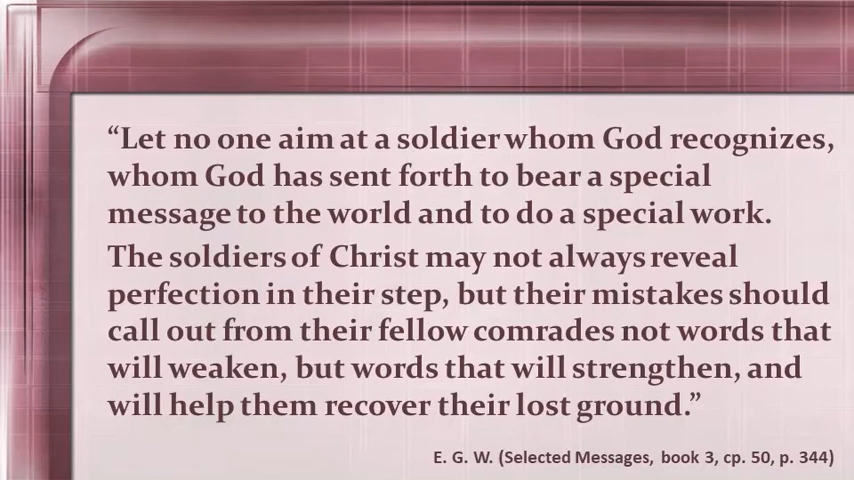 “Let no one aim at a soldier whom God recognizes,
whom God has sent forth to bear a special
message to the world and to do a special work.
The soldiers of Christ may not always reveal
perfection in their step, but their mistakes should
call out from their fellow comrades not words that
will weaken, but words that will strengthen, and
will help them recover their lost ground.”
E. G. W. (Selected Messages, book 3, cp. 50, p. 344)